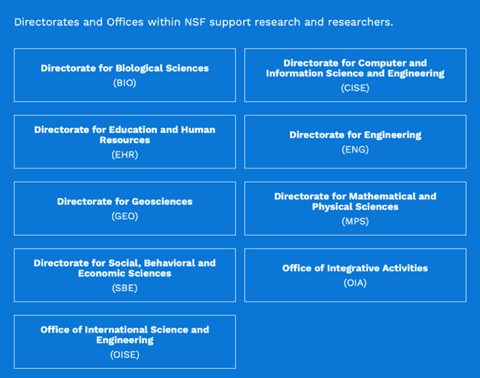 Directorates and Offices within NSF support research and researchers.
Directorate for Biological Sciences
(BIO)
Directorate for Computer and
Information Science and Engineering
(CISE)
Directorate for Education and Human
Resources
(EHR)
Directorate for Engineering
(ENG)
Directorate for Geosciences
(GEO)
Directorate for Mathematical and
Physical Sciences
(MPS)
Directorate for Social, Behavioral and
Economic Sciences
(SBE)
Office of Integrative Activities
(OIA)
Office of International Science and
Engineering
(OISE)